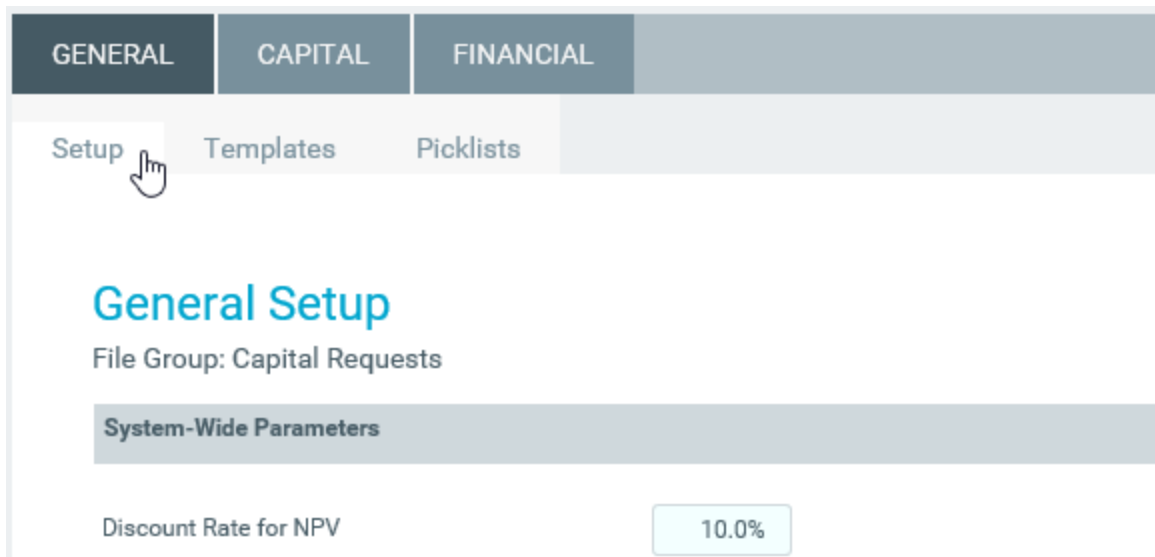 GENERAL CAPITAL FINANCIAL
Setup Templates Picklists
General Setup
File Group: Capital Requests
System-Wide Parameters
Discount Rate for NPV 10.0%